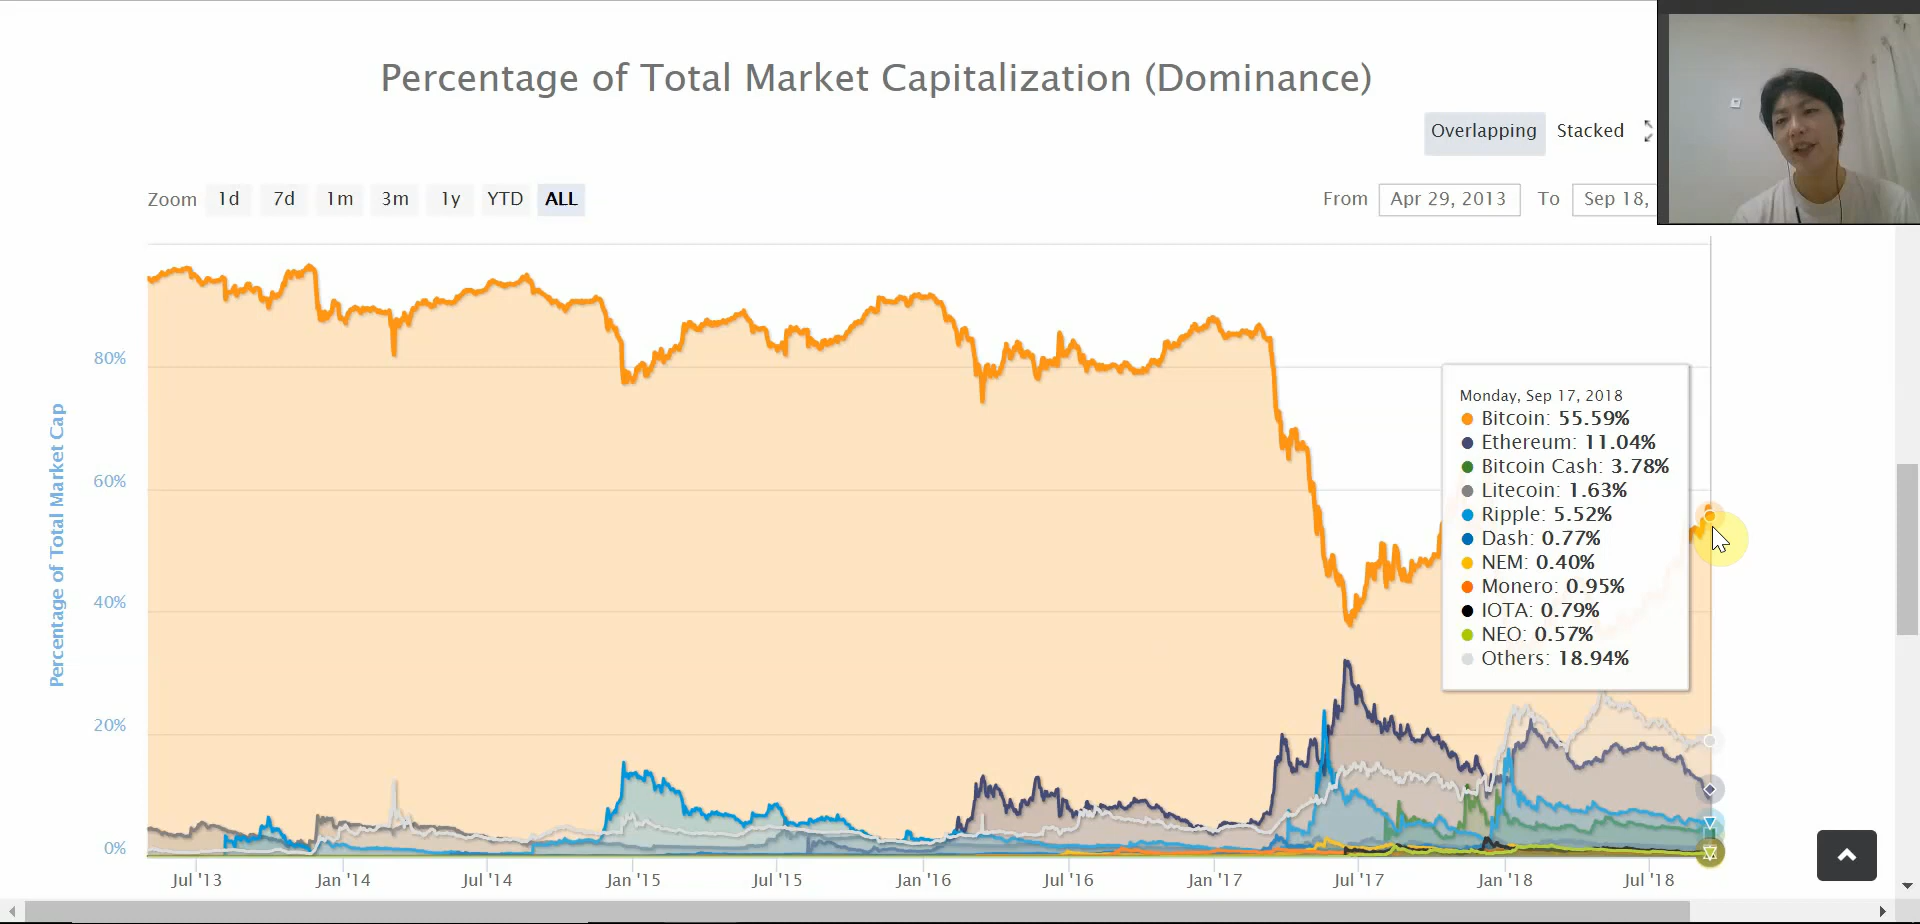 Percentage of Total Market Capitalization (Dominance)
Overlapping Stacked
Zoom 1d 7d 1m 3m 1y YTD ALL
From Apr 29, 2013 To Sep 18,
Percentage of Total Market Cap
80%
60%
40%
20%
0%
Monday, Sep 17, 2018
Bitcoin: 55.59%
Ethereum: 11.04%
Bitcoin Cash: 3.78%
Litecoin: 1.63%
Ripple: 5.52%
Dash: 0.77%
NEM: 0.40%
Monero: 0.95%
IOTA: 0.79%
NEO: 0.57%
Others: 18.94%
Jul '13 Jan '14 Jul '14 Jan '15 Jul '15 Jan '16 Jul '16 Jan '17 Jul '17 Jan '18 Jul '18